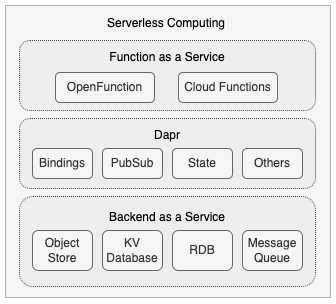 Serverless Computing
Function as a Service
OpenFunction
Cloud Functions
Dapr
Bindings
PubSub
State
Others
Backend as a Service
Object
Store
KV
Database
RDB
Message
Queue